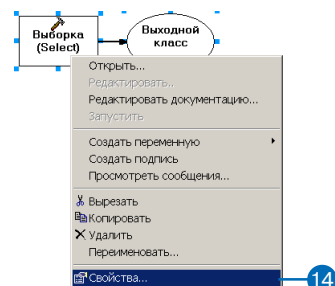 Выборка
(Select)
Выходной
класс
Открыть...
Редактировать...
Редактировать документацию...
Запустить
Создать переменную
Создать подпись
Просмотреть сообщения...
Вырезать
Копировать
Удалить
Переименовать...
Свойства...
14